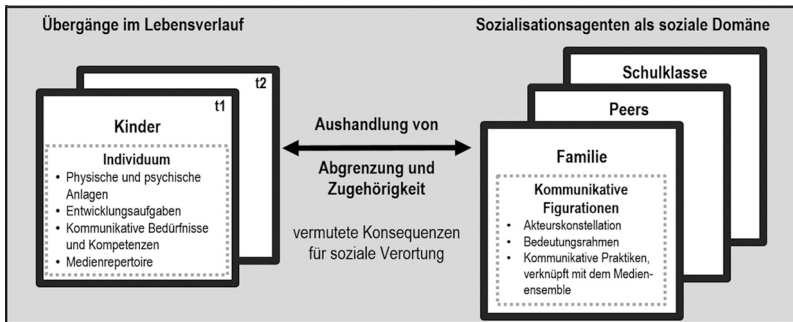 Übergänge im Lebensverlauf
t2
t1
Kinder
Individuum
• Physische und psychische
Anlagen
• Entwicklungsaufgaben
• Kommunikative Bedürfnisse
und Kompetenzen
• Medienrepertoire
Aushandlung von
Abgrenzung und
Zugehörigkeit
vermutete Konsequenzen
für soziale Verortung
Sozialisationsagenten als soziale Domäne
Schulklasse
Peers
Familie
Kommunikative
Figurationen
• Akteurskonstellation
• Bedeutungsrahmen
• Kommunikative Praktiken,
verknüpft mit dem Medien-
ensemble